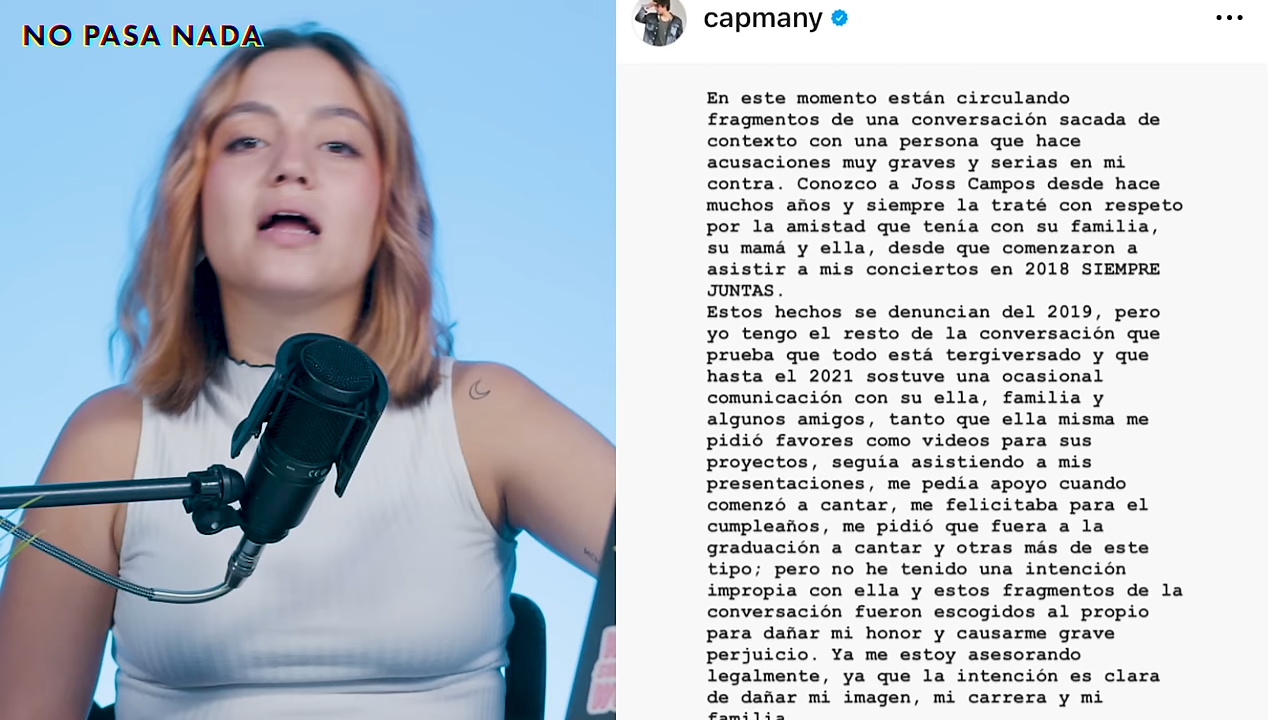 NO PASA NADA
capmany
En este momento están circulando
fragmentos de una conversación sacada de
contexto con una persona que hace
acusaciones muy graves y serias en mi
contra. Conozco a Joss Campos desde hace
muchos años y siempre la traté con respeto
por la amistad que tenía con su familia,
su mamá y ella, desde que comenzaron a
asistir a mis conciertos en 2018 SIEMPRE
JUNTAS.
Estos hechos se denuncian del 2019, pero
yo tengo el resto de la conversación que
prueba que todo está tergiversado y que
hasta el 2021 sostuve una ocasional
comunicación con su ella, familia y
algunos amigos, tanto que ella misma me
pidió favores como videos para sus
proyectos, seguía asistiendo a mis
presentaciones, me pedía apoyo cuando
comenzó a cantar, me felicitaba para el
cumpleaños, me pidió que fuera a la
graduación a cantar y otras más de este
tipo; pero no he tenido una intención
impropia con ella y estos fragmentos de la
conversación fueron escogidos al propio
para dañar mi honor y causarme grave
perjuicio. Ya me estoy asesorando
legalmente, ya que la intención es clara
de dañar mi imagen, mi carrera y mi
familia